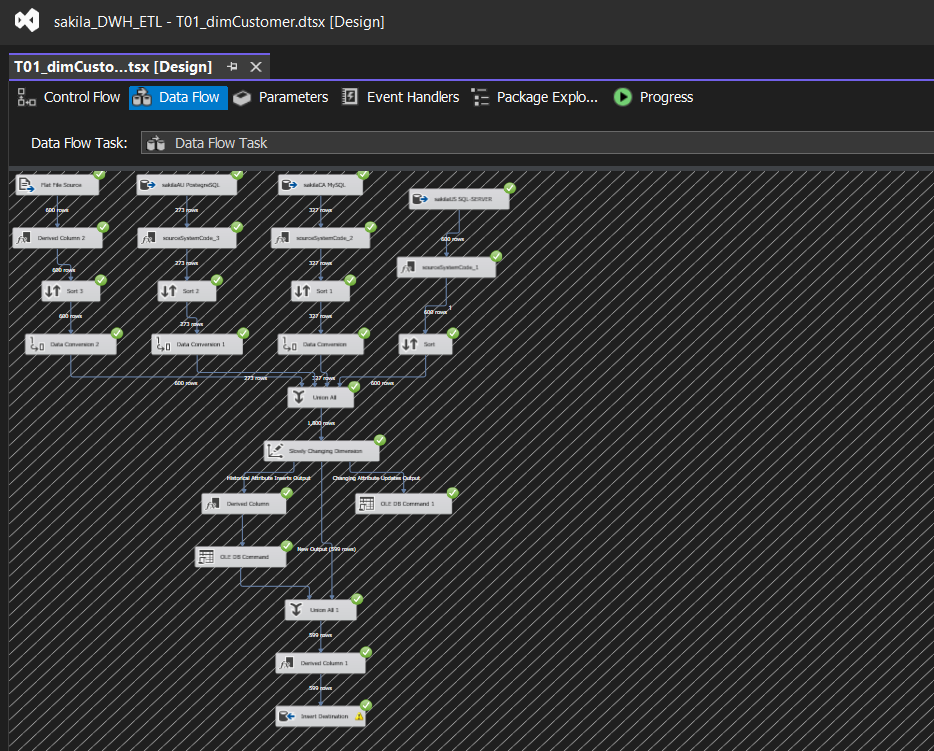 sakila_DWH_ETL - T01_dimCustomer.dtsx [Design]
T01_dimCusto...tsx [Design]
Control Flow Data Flow Parameters Event Handlers Package Explo... Progress
Data Flow Task: Data Flow Task
Flat File Source sakilaAU PostegreSQL sakilaCA MySQL sakilaUS SQL-SERVER
600 rows 273 rows 327 rows
Derived Column 2 sourceSystemCode_3 sourceSystemCode_2
600 rows
600 rows 273 rows 327 rows sourceSystemCode_1
Sort 3 Sort 2 Sort 1
600 rows 273 rows 327 rows 600 rows
Data Conversion 2 Data Conversion 1 Data Conversion Sort
600 rows 273 rows 327 rows 600 rows
Union All
1,800 rows
Slowly Changing Dimension
Historical Attribute Inserts Output Changing Attribute Updates Output
Derived Column OLE DB Command 1
New Output (599 rows)
OLE DB Command
Union All 1
599 rows
Derived Column 1
599 rows
Insert Destination